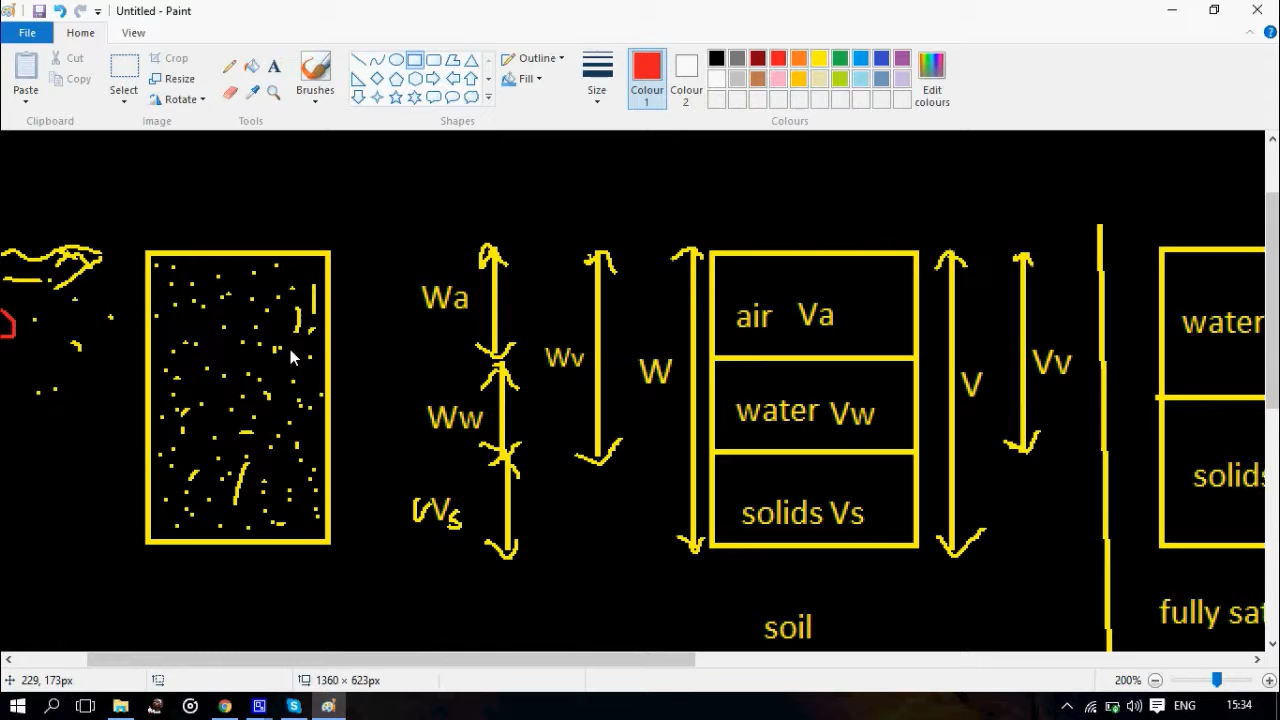 Untitled - Paint
File Home View
Paste
Cut
Copy
Clipboard
Select
Crop
Resize
Rotate
Image
A
Tools
Brushes
Shapes
Outline
Fill
Size
Colour 1
Colour 2
Edit colours
Colours
Wa
Ww
Ws
Wv
W
air Va
water Vw
solids Vs
soil
V
Vv
water
solids
fully sat
229, 173px
1360 × 623px
200%
ENG
15:34